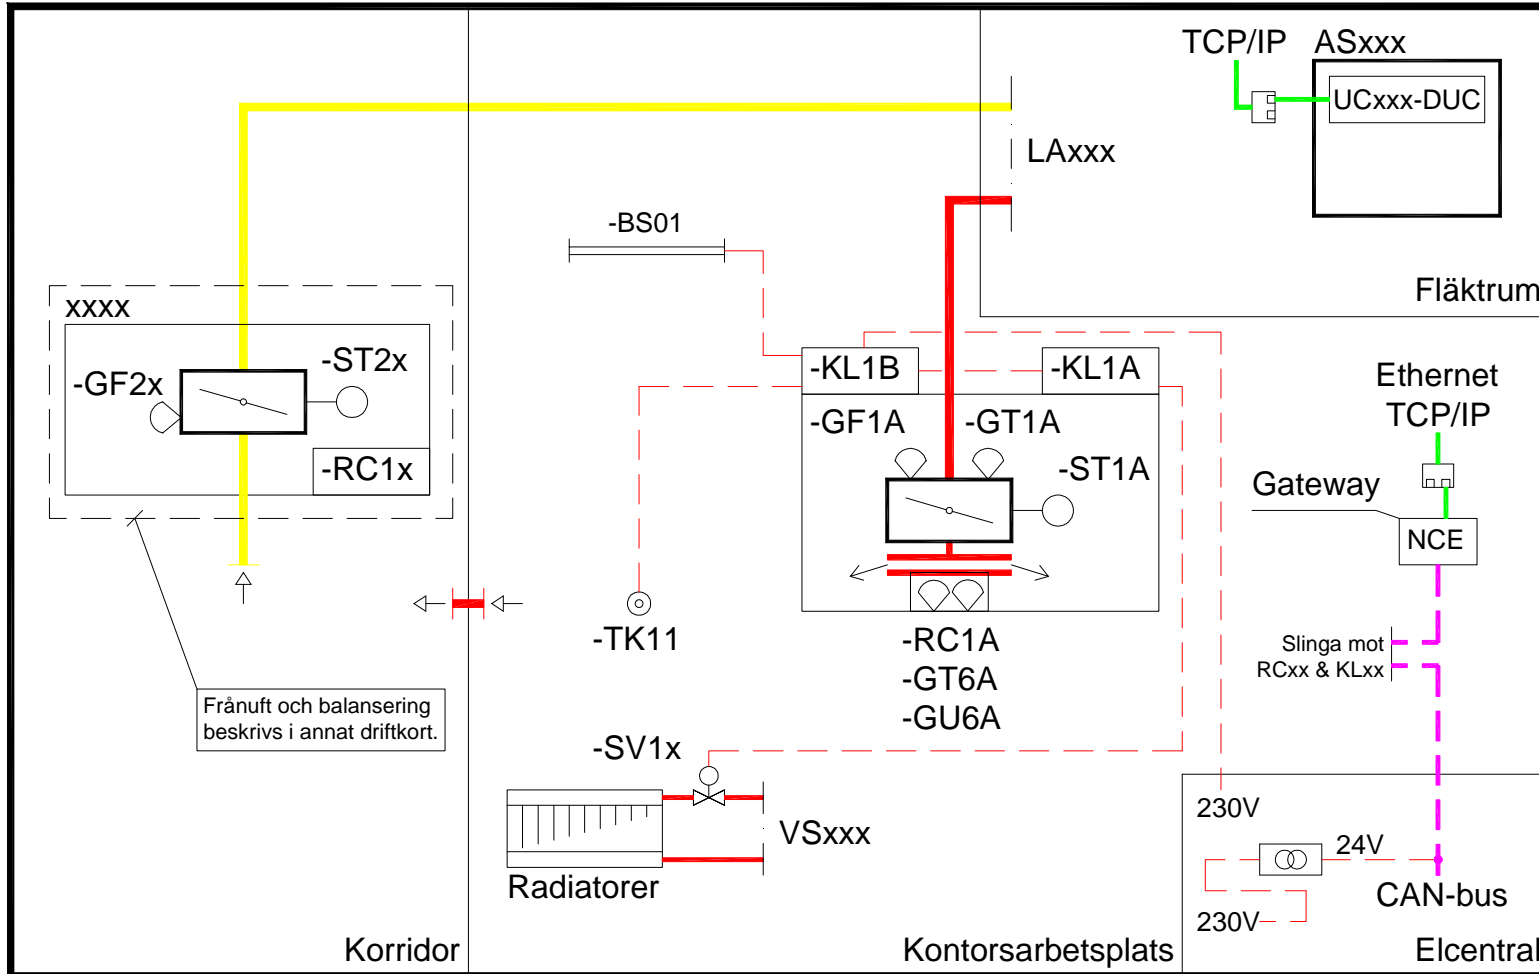 TCP/IP
ASxxx
UCxxx-DUC
LAxxx
-BS01
Fläktrum
xxxx
-GF2x
-ST2x
-RC1x
-KL1B
-KL1A
-GF1A
-GT1A
-ST1A
Ethernet
TCP/IP
Gateway
NCE
-TK11
-RC1A
-GT6A
-GU6A
Slinga mot
RCxx & KLxx
Frånuft och balansering
beskrivs i annat driftkort.
-SV1x
VSxxx
Radiatorer
230V
24V
CAN-bus
230V
Korridor
Kontorsarbetsplats
Elcentral